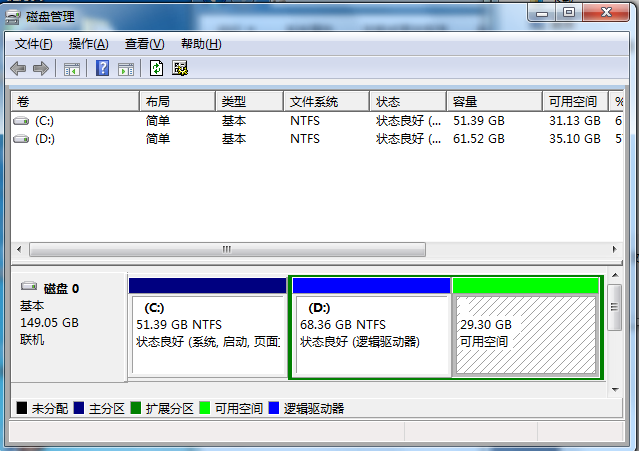 磁盘管理
文件(F) 操作(A) 查看(V) 帮助(H)
卷 布局 类型 文件系统 状态 容量 可用空间 %
(C:) 简单 基本 NTFS 状态良好 (... 51.39 GB 31.13 GB 6
(D:) 简单 基本 NTFS 状态良好 (... 61.52 GB 35.10 GB 5
磁盘 0
基本
149.05 GB
联机
(C:)
51.39 GB NTFS
状态良好 (系统, 启动, 页面
(D:)
68.36 GB NTFS
状态良好 (逻辑驱动器)
29.30 GB
可用空间
未分配 主分区 扩展分区 可用空间 逻辑驱动器